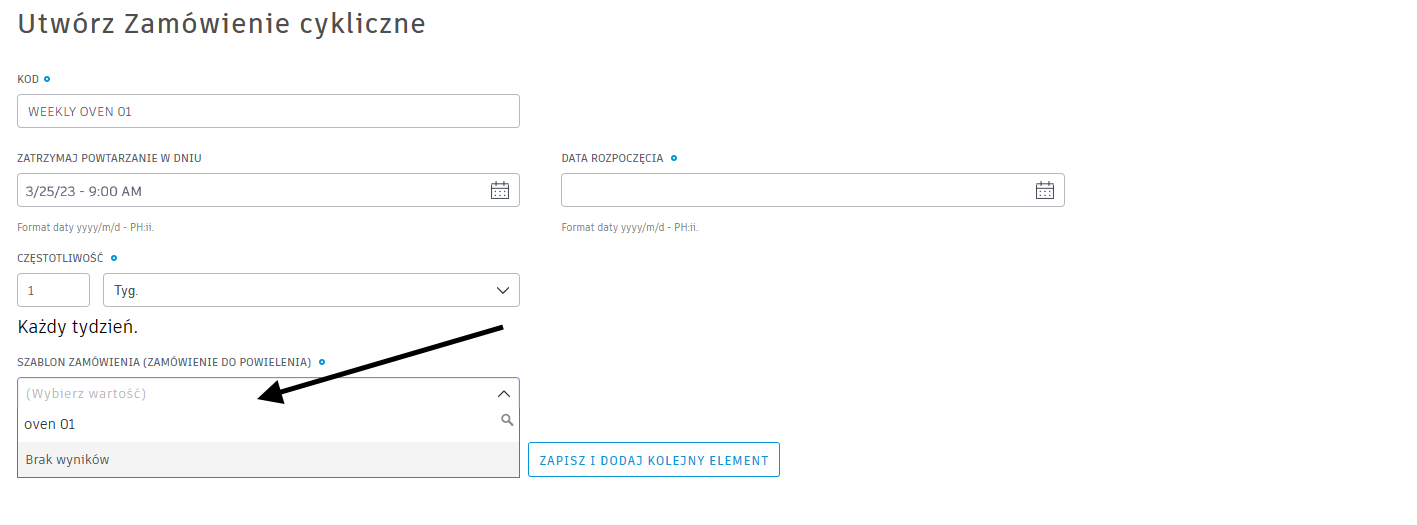 Utwórz Zamówienie cykliczne
KOD
WEEKLY OVEN 01
ZATRZYMAJ POWTARZANIE W DNIU
3/25/23 - 9:00 AM
Format daty yyyy/m/d - PH:ii.
DATA ROZPOCZĘCIA
Format daty yyyy/m/d - PH:ii.
CZĘSTOTLIWOŚĆ
1
Tyg.
Każdy tydzień.
SZABLON ZAMÓWIENIA (ZAMÓWIENIE DO POWIELENIA)
(Wybierz wartość)
oven 01
Brak wyników
ZAPISZ I DODAJ KOLEJNY ELEMENT